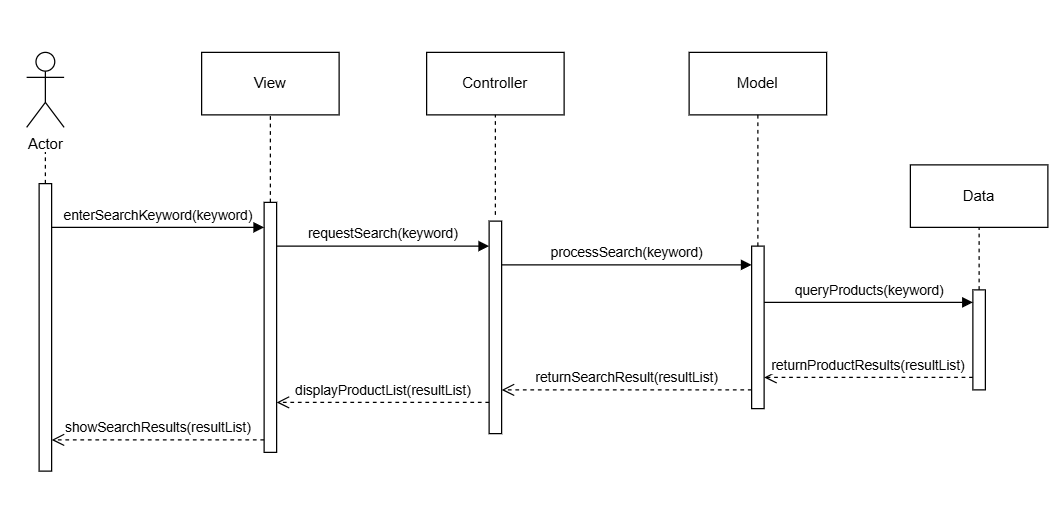 View
Controller
Model
Actor
Data
enterSearchKeyword(keyword)
requestSearch(keyword)
processSearch(keyword)
queryProducts(keyword)
returnProductResults(resultList)
returnSearchResult(resultList)
displayProductList(resultList)
showSearchResults(resultList)